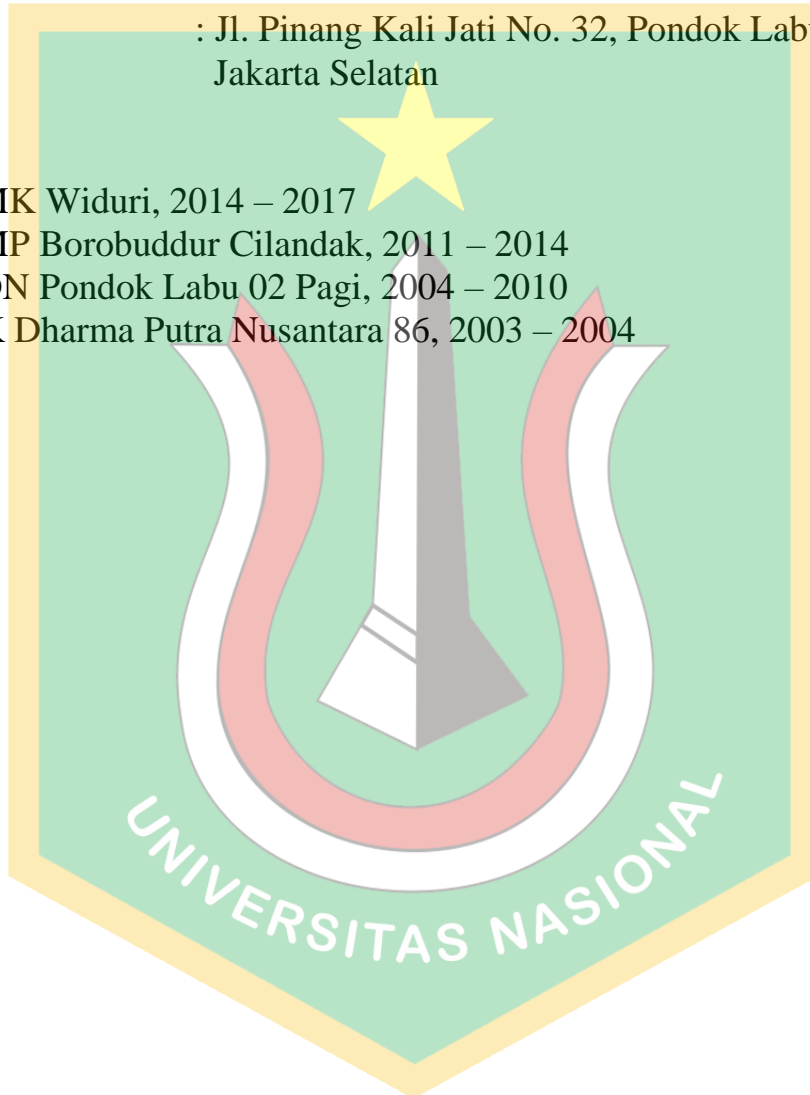 : Jl. Pinang Kali Jati No. 32, Pondok Labu
Jakarta Selatan
Widuri, 2014 – 2017
Borobuddur Cilandak, 2011 – 2014
Pondok Labu 02 Pagi, 2004 – 2010
Dharma Putra Nusantara 86, 2003 – 2004
UNIVERSITAS NASIONAL